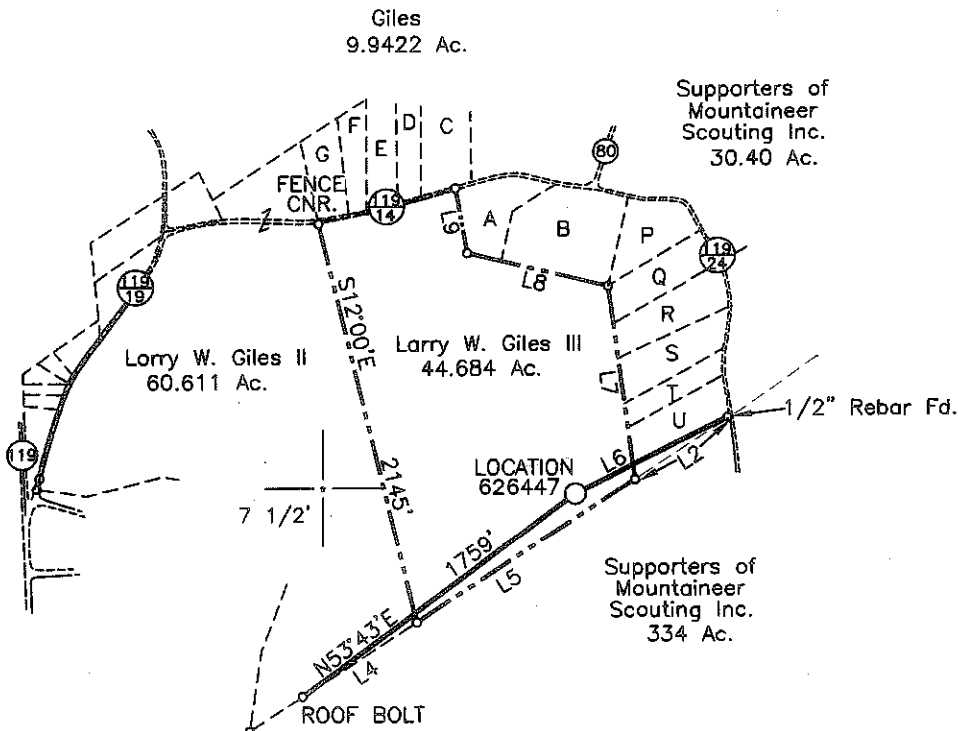 Giles
9.9422 Ac.
Supporters of
Mountaineer
Scouting Inc.
30.40 Ac.
F
D
C
E
G
80
FENCE
CNR.
119
14
A
B
P
L9
119
24
Q
L8
R
119
19
S12°00'E
Lorry W. Giles II
60.611 Ac.
Larry W. Giles III
44.684 Ac.
S
L7
T
1/2" Rebar Fd.
U
119
L6
L2
LOCATION
626447
2145'
7 1/2'
1759'
L5
Supporters of
Mountaineer
Scouting Inc.
334 Ac.
N53°43'E
L4
ROOF BOLT